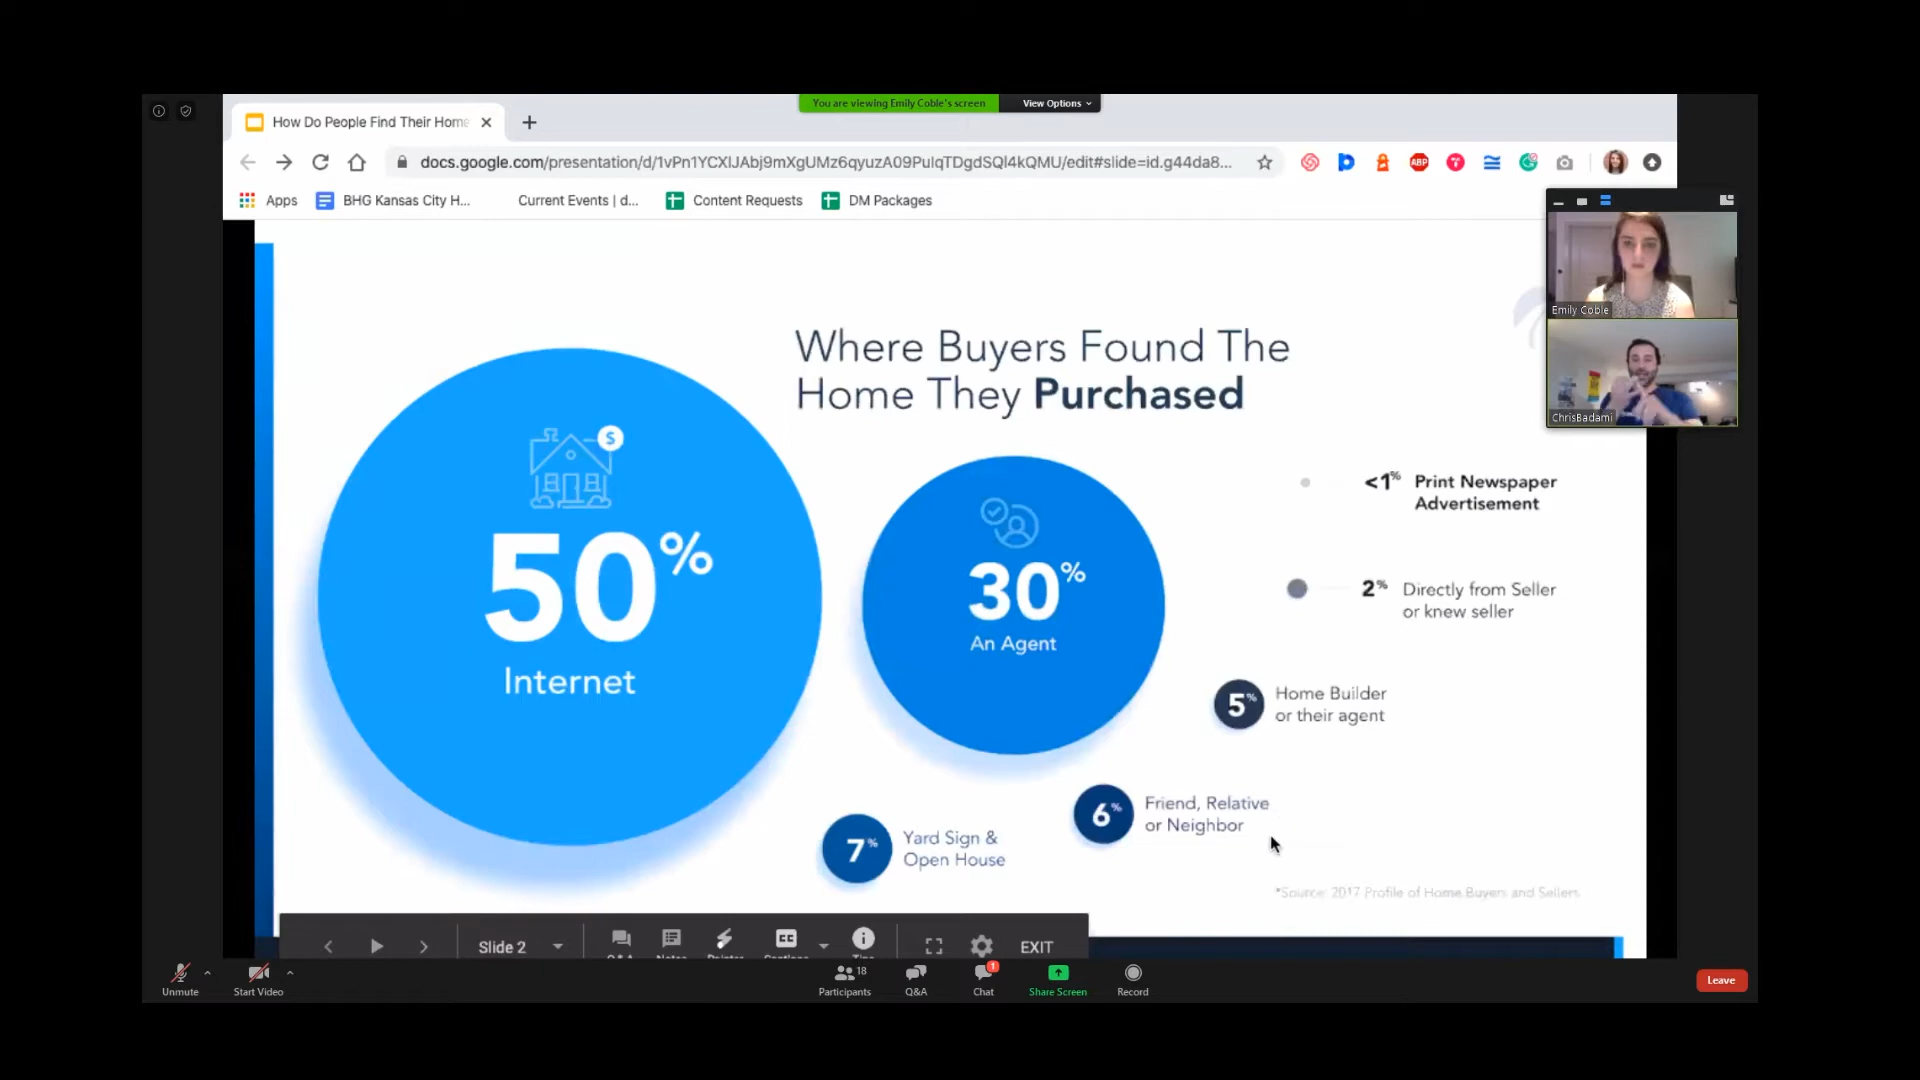 You are viewing Emily Coble's screen
View Options
How Do People Find Their Home
docs.google.com/presentation/d/1vPn1YCXIJAbj9mXgUMz6qyuzA09PulqTDgdSQl4kQMU/edit#slide=id.g44da8...
ABP
Apps
BHG Kansas City H...
Current Events | d...
Content Requests
DM Packages
Emily Coble
ChrisBadami
Where Buyers Found The
Home They Purchased
$
50%
Internet
30%
An Agent
<1% Print Newspaper
Advertisement
2% Directly from Seller
or knew seller
5% Home Builder
or their agent
6% Friend, Relative
or Neighbor
7% Yard Sign &
Open House
*Source: 2017 Profile of Home Buyers and Sellers
Slide 2
CC
EXIT
Unmute
Start Video
18
Participants
Q&A
1
Chat
Share Screen
Record
Leave